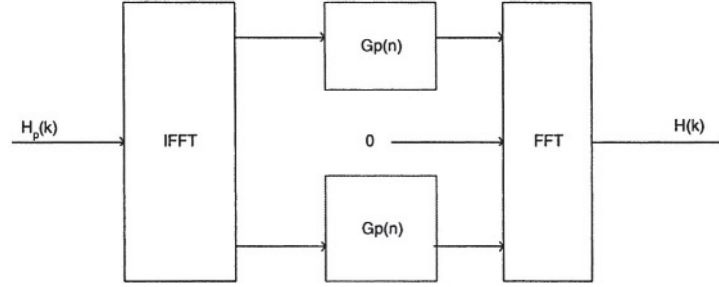 Gp(n)
Hp(k)
IFFT
0
FFT
H(k)
Gp(n)